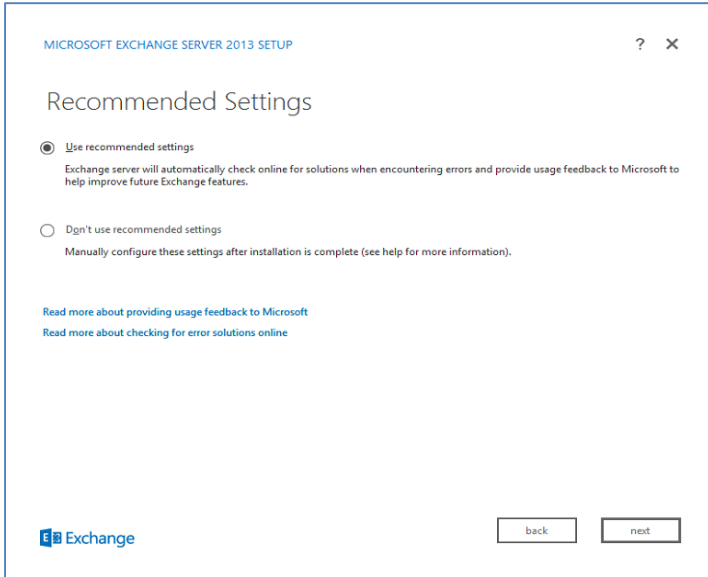 MICROSOFT EXCHANGE SERVER 2013 SETUP ? ✕
Recommended Settings
Use recommended settings
Exchange server will automatically check online for solutions when encountering errors and provide usage feedback to Microsoft to
help improve future Exchange features.
Don't use recommended settings
Manually configure these settings after installation is complete (see help for more information).
Read more about providing usage feedback to Microsoft
Read more about checking for error solutions online
E Exchange
back next